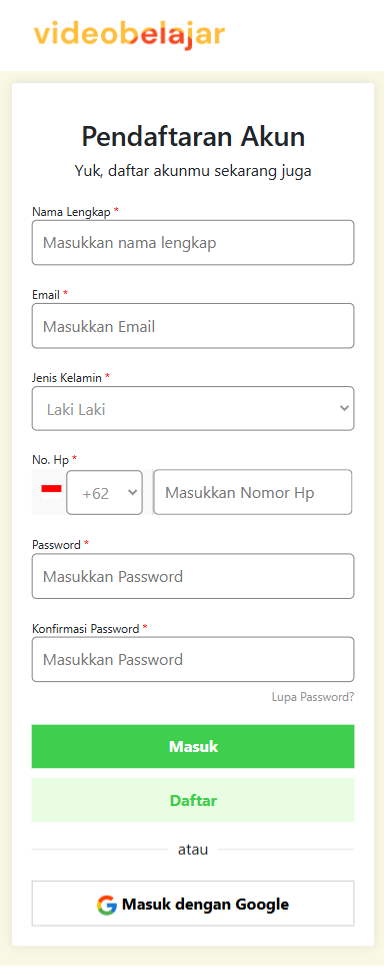 videobelajar
Pendaftaran Akun
Yuk, daftar akunmu sekarang juga
Nama Lengkap *
Masukkan nama lengkap
Email *
Masukkan Email
Jenis Kelamin *
Laki Laki
No. Hp *
+62
Masukkan Nomor Hp
Password *
Masukkan Password
Konfirmasi Password *
Masukkan Password
Lupa Password?
Masuk
Daftar
atau
Masuk dengan Google